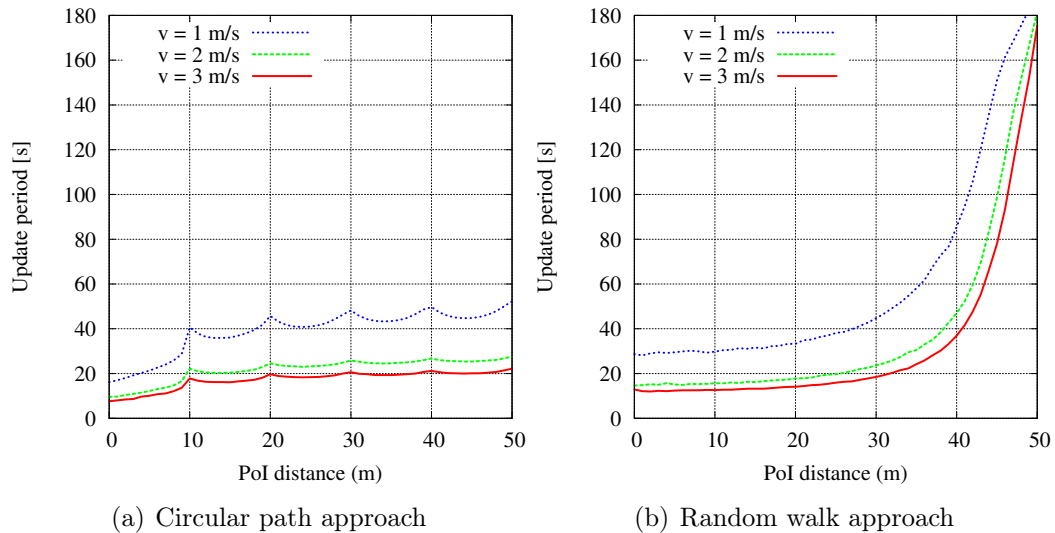 180
160
140
120
100
80
60
40
20
0
Update period [s]
v = 1 m/s
v = 2 m/s
v = 3 m/s
0 10 20 30 40 50
PoI distance (m)
(a) Circular path approach
180
160
140
120
100
80
60
40
20
0
Update period [s]
v = 1 m/s
v = 2 m/s
v = 3 m/s
0 10 20 30 40 50
PoI distance (m)
(b) Random walk approach